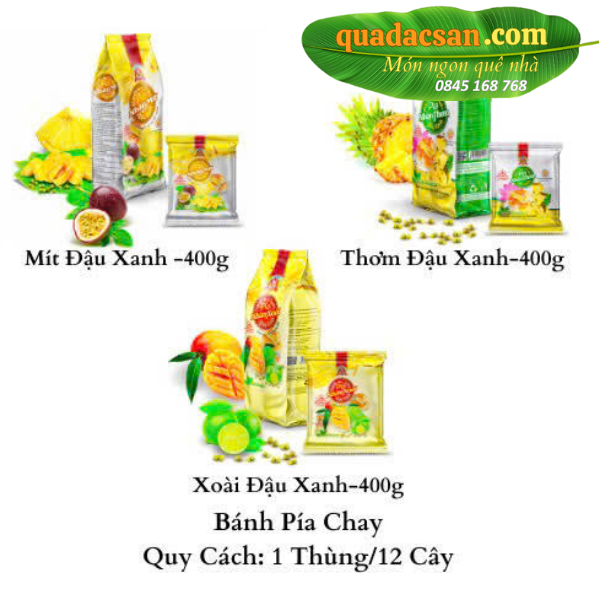 quadacsan.com
Món ngon quê nhà
0845 168 768
Mít Đậu Xanh -400g
Thơm Đậu Xanh-400g
Xoài Đậu Xanh-400g
Bánh Pía Chay
Quy Cách: 1 Thùng/12 Cây